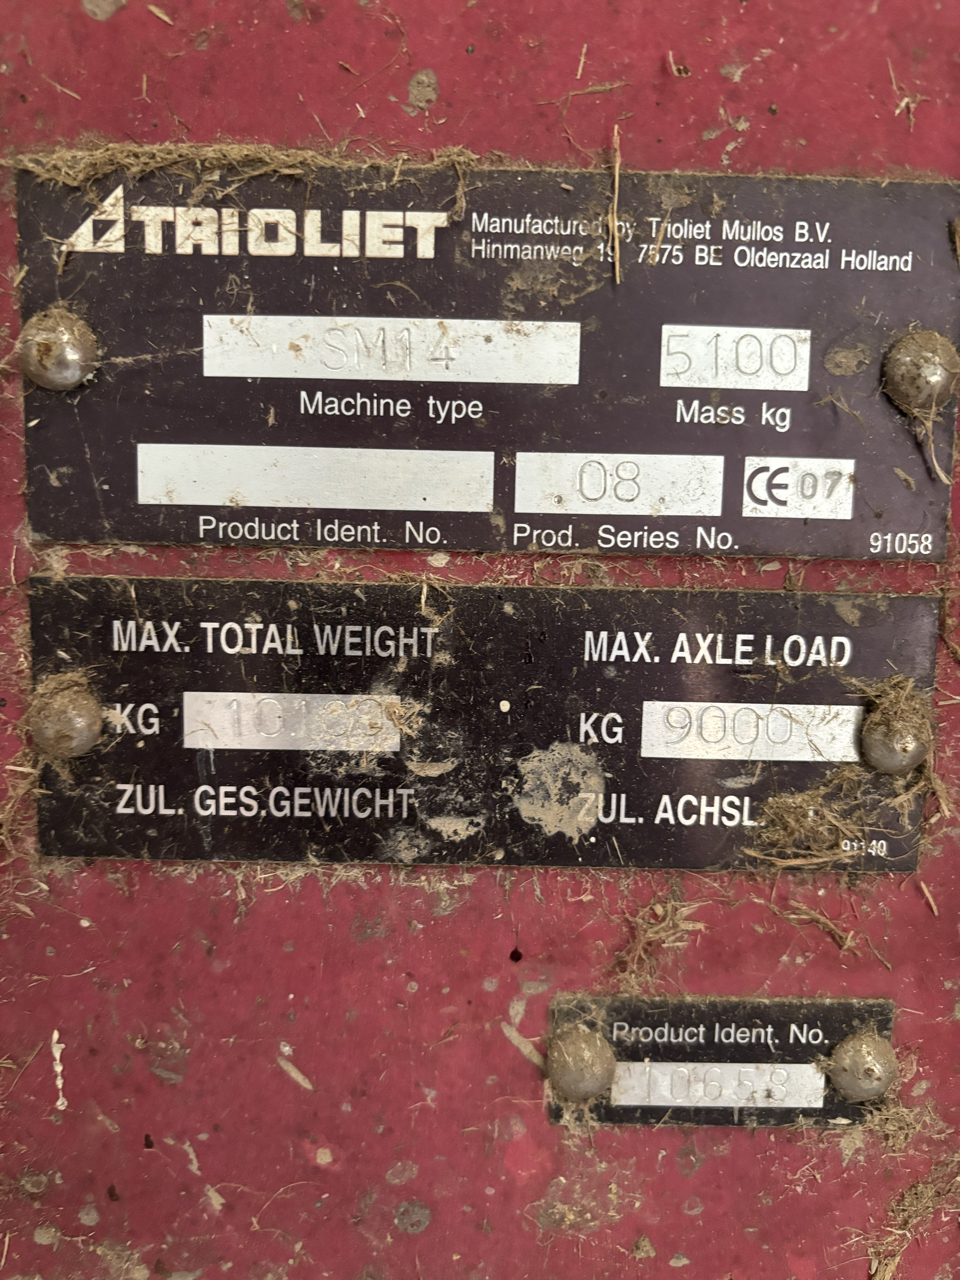 TRIOLIET
Manufactured by Trioliet Mullos B.V.
Hinmanweg 19 7575 BE Oldenzaal Holland
SM14 5100
Machine type Mass kg
08 CE 07
Product Ident. No. Prod. Series No. 91058
MAX. TOTAL WEIGHT MAX. AXLE LOAD
KG KG 9000
ZUL. GES.GEWICHT ZUL. ACHSL.
91140
Product Ident. No.
10658